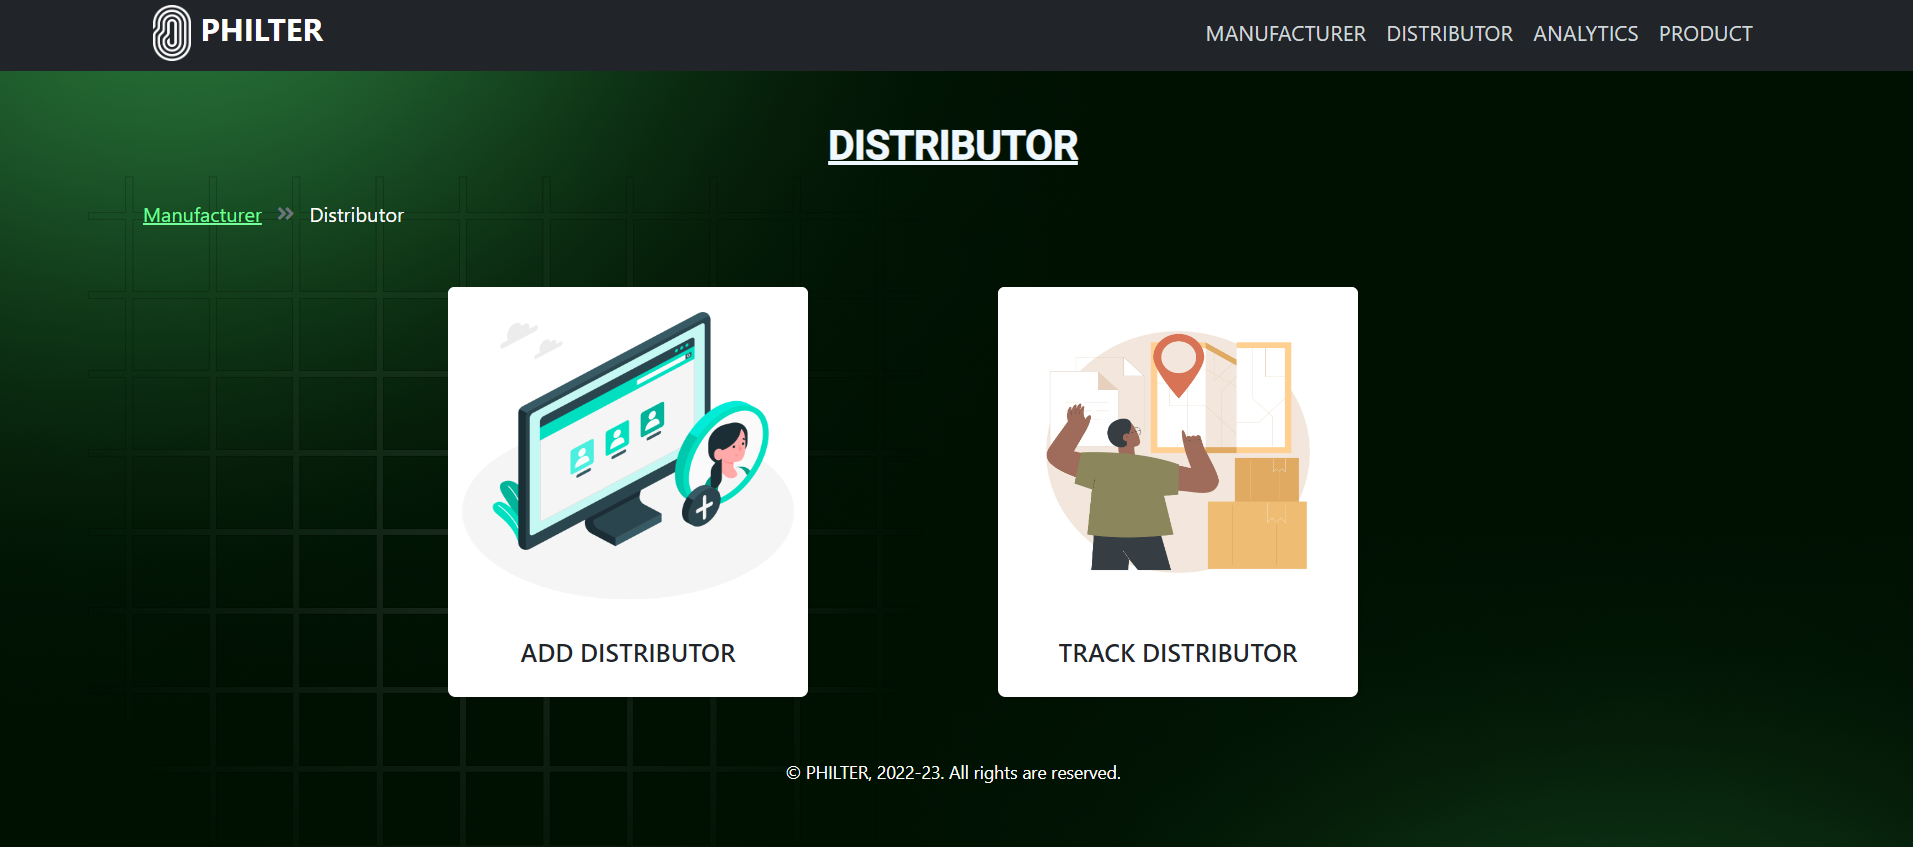 PHILTER
MANUFACTURER DISTRIBUTOR ANALYTICS PRODUCT
DISTRIBUTOR
Manufacturer » Distributor
ADD DISTRIBUTOR
TRACK DISTRIBUTOR
© PHILTER, 2022-23. All rights are reserved.